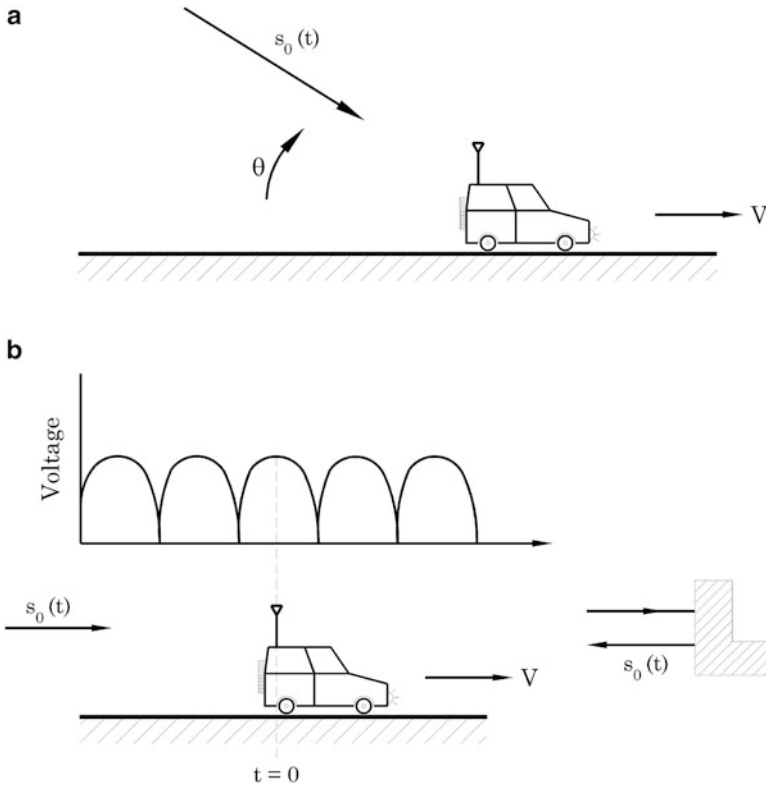 a
s₀(t)
θ
V
b
Voltage
s₀(t)
V
s₀(t)
t = 0